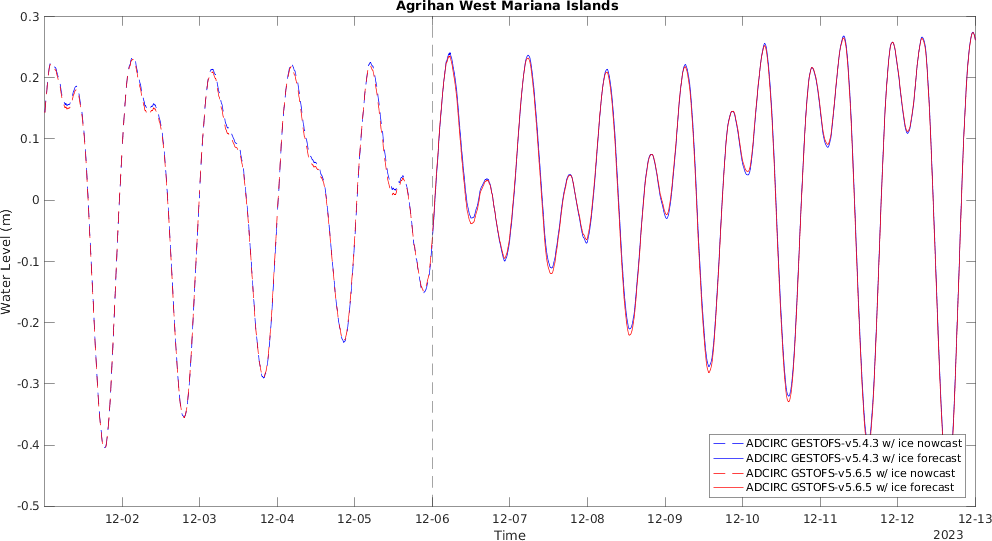 Agrihan West Mariana Islands
0.3
0.2
0.1
0
-0.1
-0.2
-0.3
-0.4
-0.5
Water Level (m)
ADCIRC GESTOFS-v5.4.3 w/ ice nowcast
ADCIRC GESTOFS-v5.4.3 w/ ice forecast
ADCIRC GSTOFS-v5.6.5 w/ ice nowcast
ADCIRC GSTOFS-v5.6.5 w/ ice forecast
12-02 12-03 12-04 12-05 12-06 12-07 12-08 12-09 12-10 12-11 12-12 12-13
Time
2023